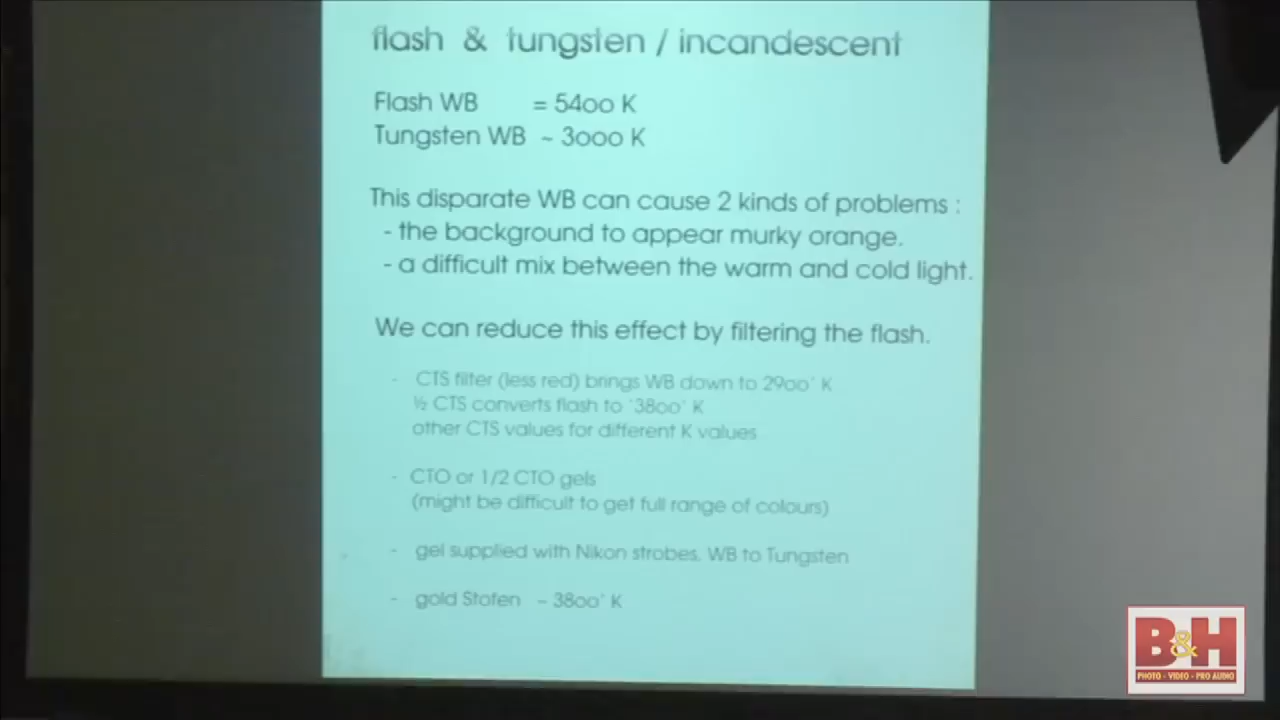 flash & tungsten / incandescent
Flash WB = 5400 K
Tungsten WB ~ 3000 K
This disparate WB can cause 2 kinds of problems :
- the background to appear murky orange.
- a difficult mix between the warm and cold light.
We can reduce this effect by filtering the flash.
- CTS filter (less red) brings WB down to 2900° K
½ CTS converts flash to ~3800° K
other CTS values for different K values
- CTO or 1/2 CTO gels
(might be difficult to get full range of colours)
- gel supplied with Nikon strobes. WB to Tungsten
- gold Stofen ~ 3800° K
B&H
PHOTO - VIDEO - PRO AUDIO